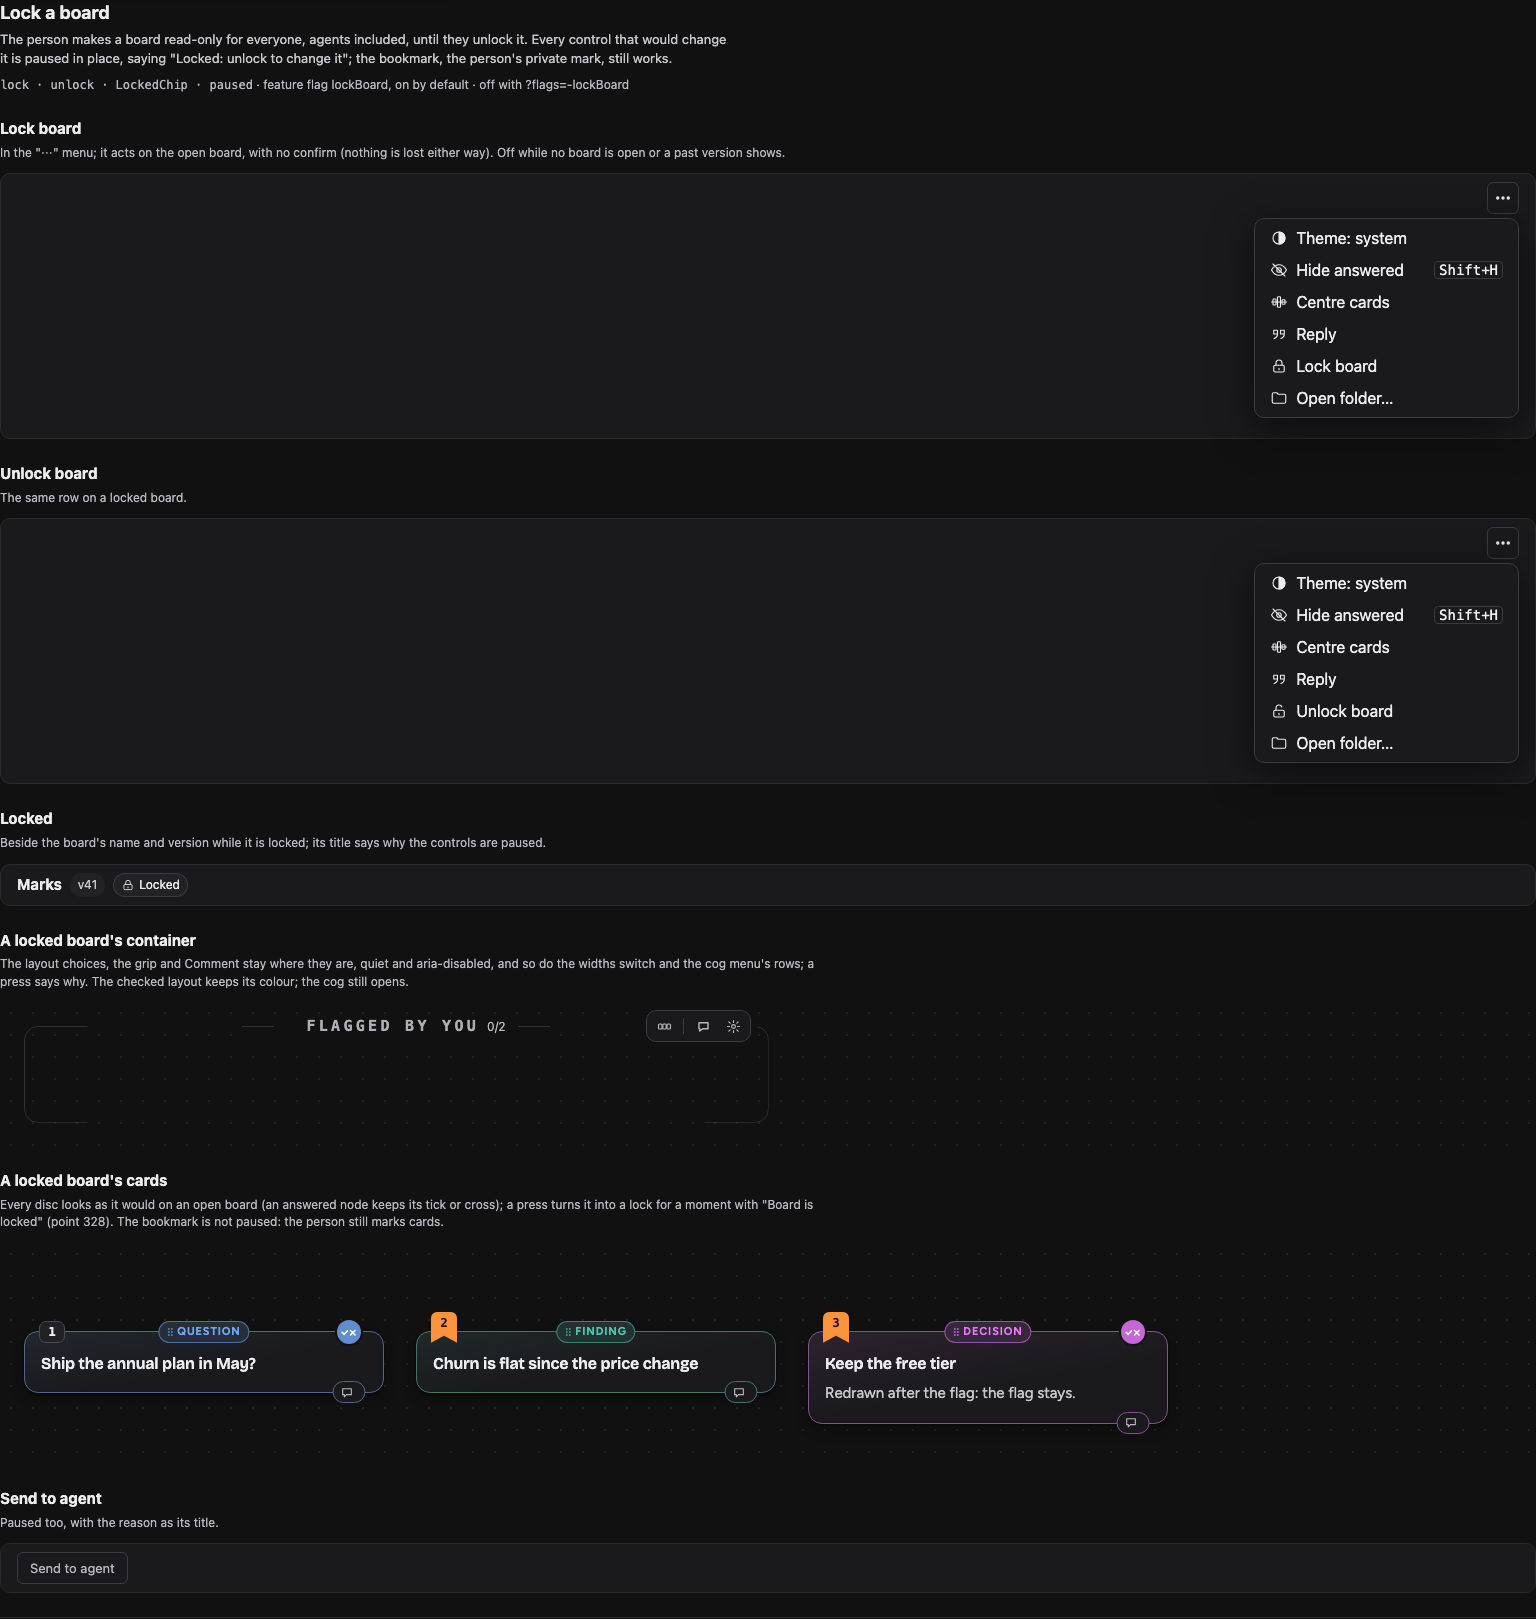 Lock a board
The person makes a board read-only for everyone, agents included, until they unlock it. Every control that would change
it is paused in place, saying "Locked: unlock to change it"; the bookmark, the person's private mark, still works.
lock · unlock · LockedChip · paused · feature flag lockBoard, on by default · off with ?flags=-lockBoard
Lock board
In the "···" menu; it acts on the open board, with no confirm (nothing is lost either way). Off while no board is open or a past version shows.
Theme: system
Hide answered Shift+H
Centre cards
Reply
Lock board
Open folder...
Unlock board
The same row on a locked board.
Theme: system
Hide answered Shift+H
Centre cards
Reply
Unlock board
Open folder...
Locked
Beside the board's name and version while it is locked; its title says why the controls are paused.
Marks v41 Locked
A locked board's container
The layout choices, the grip and Comment stay where they are, quiet and aria-disabled, and so do the widths switch and the cog menu's rows; a
press says why. The checked layout keeps its colour; the cog still opens.
FLAGGED BY YOU 0/2
A locked board's cards
Every disc looks as it would on an open board (an answered node keeps its tick or cross); a press turns it into a lock for a moment with "Board is
locked" (point 328). The bookmark is not paused: the person still marks cards.
1 QUESTION
Ship the annual plan in May?
2 FINDING
Churn is flat since the price change
3 DECISION
Keep the free tier
Redrawn after the flag: the flag stays.
Send to agent
Paused too, with the reason as its title.
Send to agent